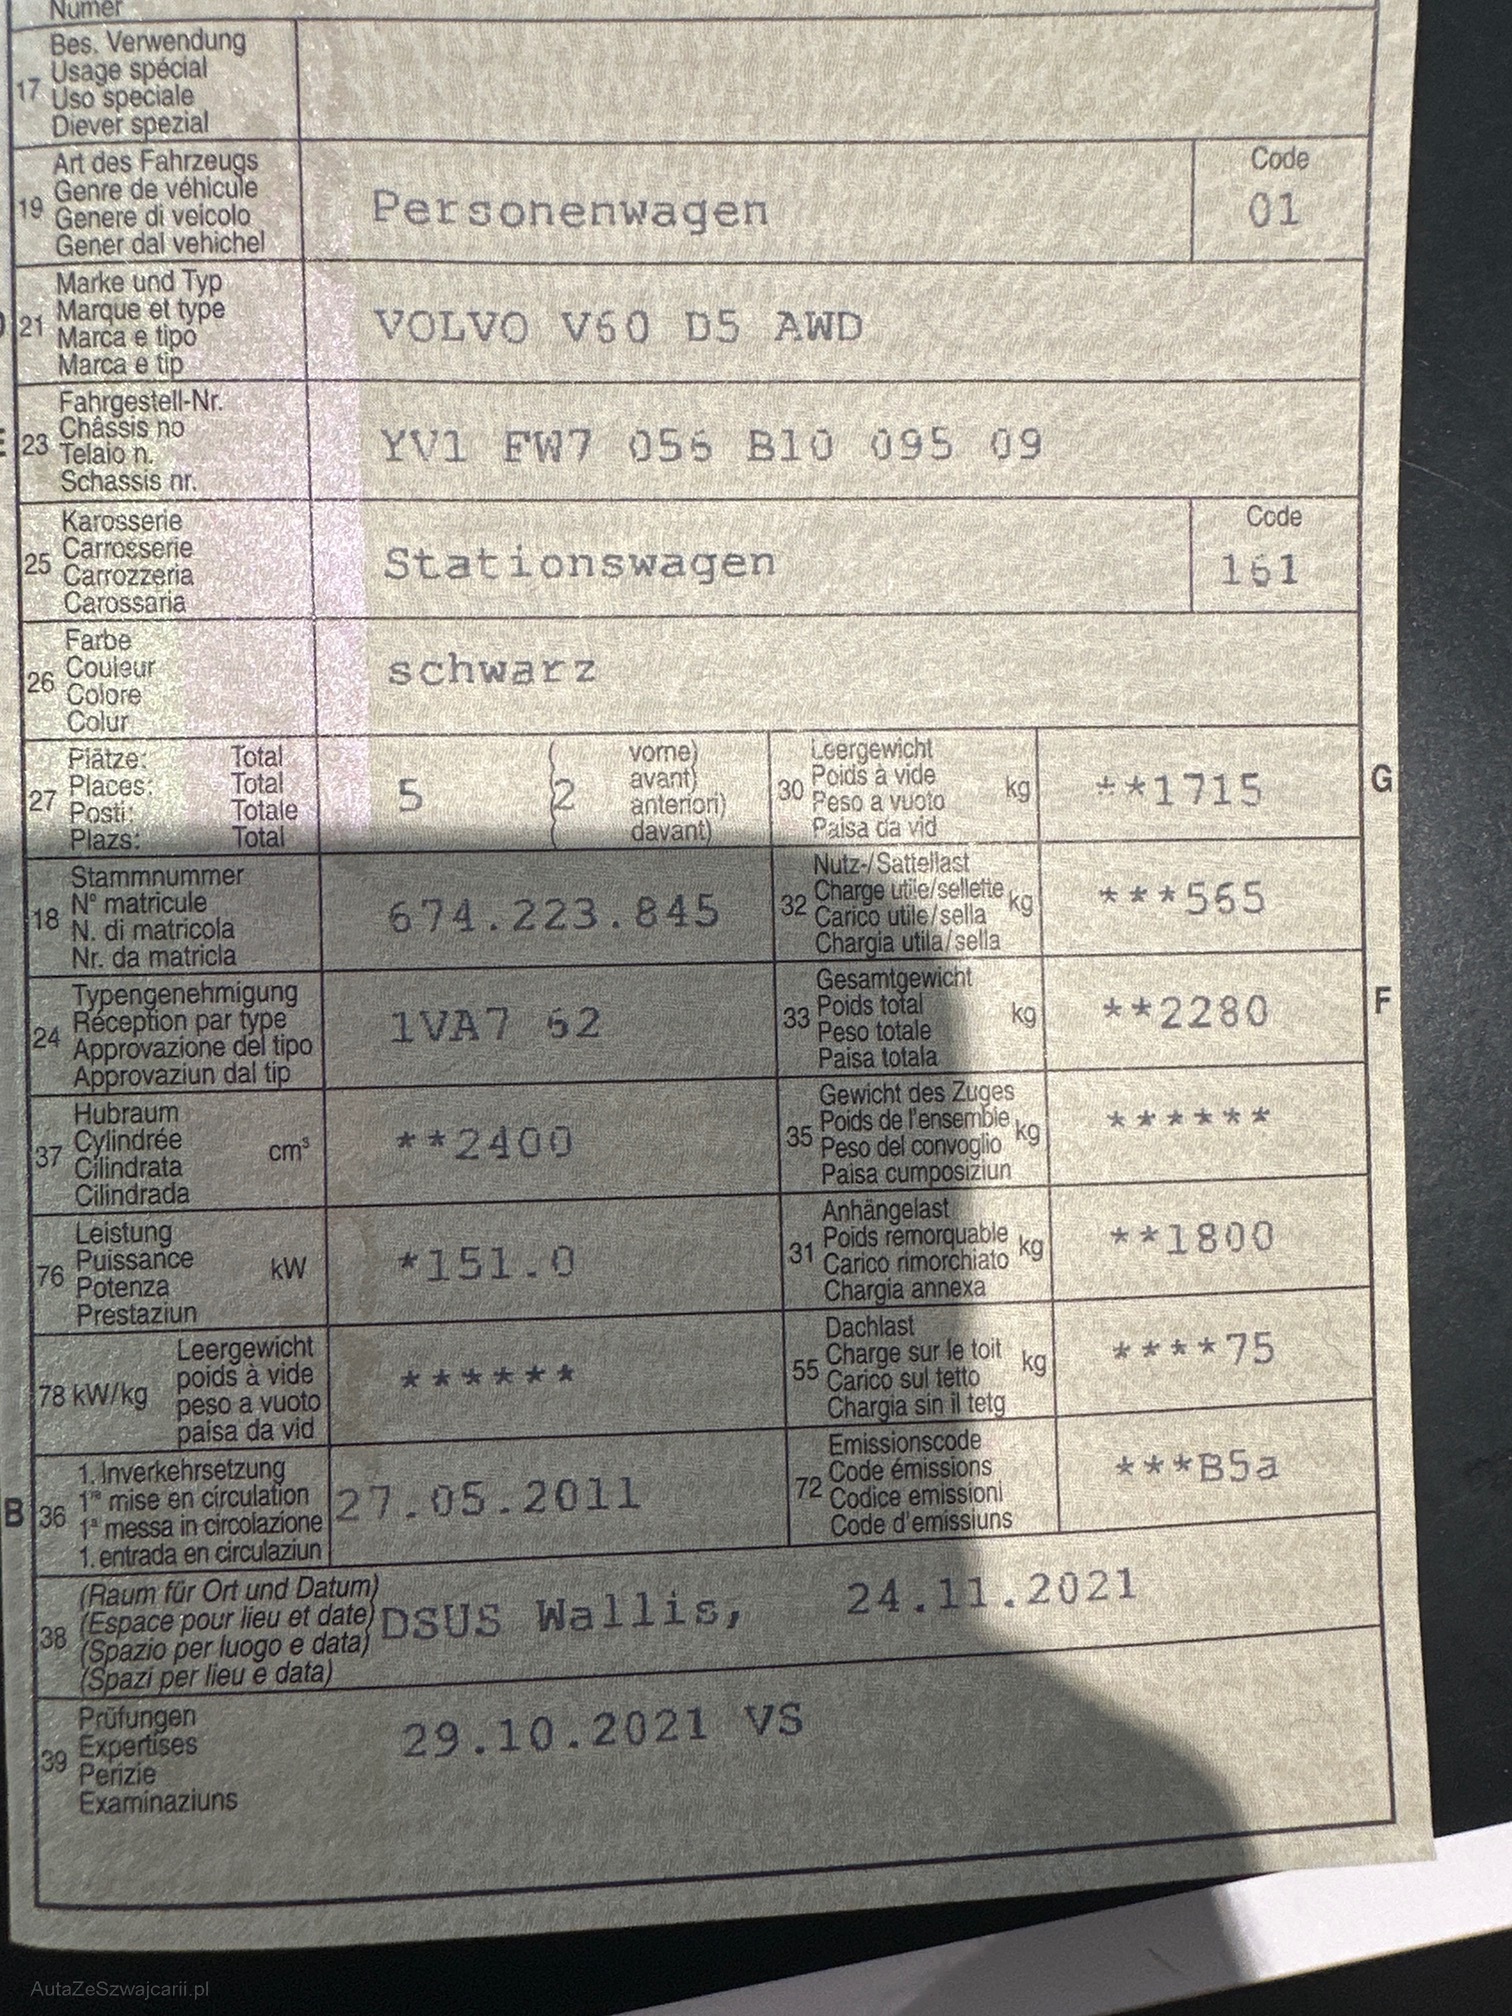 Numer
17
Bes. Verwendung
Usage spécial
Uso speciale
Diever spezial
19
Art des Fahrzeugs
Genre de véhicule
Genere di veicolo
Gener dal vehichel
Personenwagen
Code
01
21
Marke und Typ
Marque et type
Marca e tipo
Marca e tip
VOLVO V60 D5 AWD
23
Fahrgestell-Nr.
Châssis no
Telaio n.
Schassis nr.
YV1 FW7 056 B10 095 09
25
Karosserie
Carrosserie
Carrozzeria
Carossaria
Stationswagen
Code
161
26
Farbe
Couleur
Colore
Colur
schwarz
27
Plätze: Total
Places: Total
Posti: Totale
Plazs: Total
5
(2
vorne)
avant)
anteriori)
davant)
30
Leergewicht
Poids à vide
Peso a vuoto
Paisa da vid
kg
**1715
G
18
Stammnummer
N° matricule
N. di matricola
Nr. da matricla
674.223.845
32
Nutz-/Sattellast
Charge utile/sellette
Carico utile/sella
Chargia utila/sella
kg
***565
24
Typengenehmigung
Réception par type
Approvazione del tipo
Approvaziun dal tip
1VA7 62
33
Gesamtgewicht
Poids total
Peso totale
Paisa totala
kg
**2280
F
37
Hubraum
Cylindrée
Cilindrata
Cilindrada
cm³
**2400
35
Gewicht des Zuges
Poids de l'ensemble
Peso del convoglio
Paisa cumposiziun
kg
******
76
Leistung
Puissance
Potenza
Prestaziun
kW
*151.0
31
Anhängelast
Poids remorquable
Carico rimorchiato
Chargia annexa
kg
**1800
78 kW/kg
Leergewicht
poids à vide
peso a vuoto
paisa da vid
******
55
Dachlast
Charge sur le toit
Carico sul tetto
Chargia sin il tetg
kg
****75
B
36
1. Inverkehrsetzung
1re mise en circulation
1a messa in circolazione
1. entrada en circulaziun
27.05.2011
72
Emissionscode
Code émissions
Codice emissioni
Code d'emissiuns
***B5a
38
(Raum für Ort und Datum)
(Espace pour lieu et date)
(Spazio per luogo e data)
(Spazi per lieu e data)
DSUS Wallis, 24.11.2021
39
Prüfungen
Expertises
Perizie
Examinaziuns
29.10.2021 VS
AutaZeSzwajcarii.pl